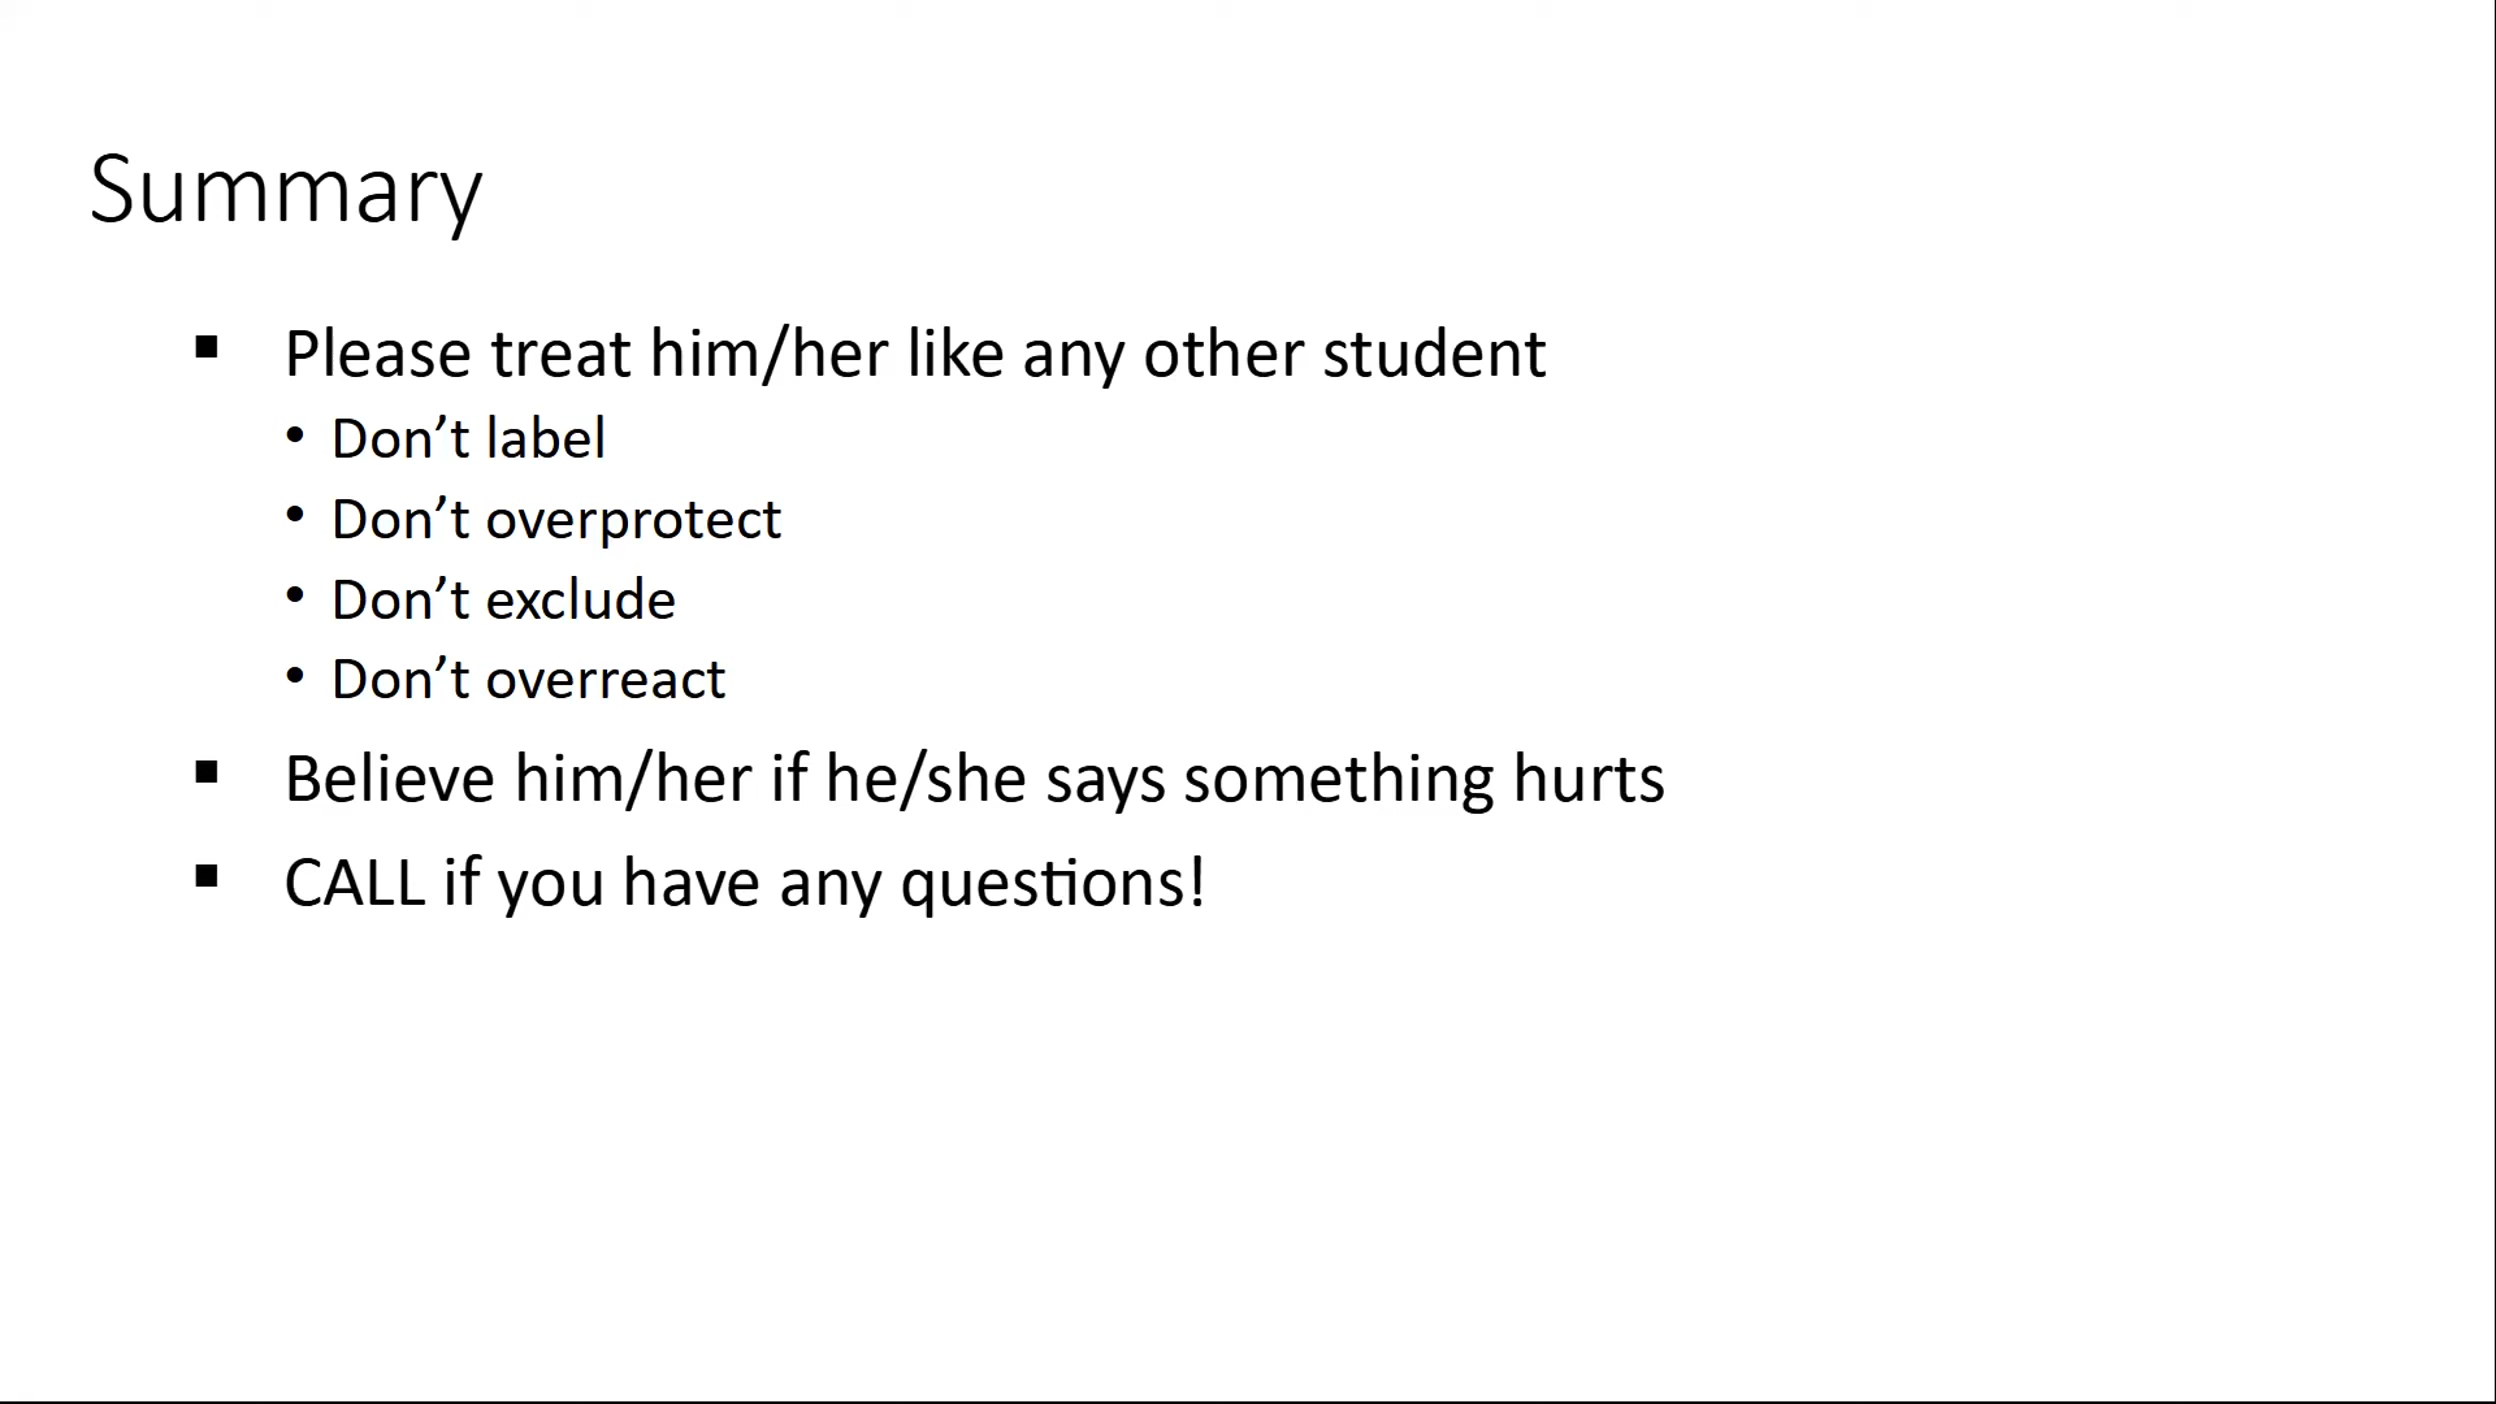 Summary
▪ Please treat him/her like any other student
• Don’t label
• Don’t overprotect
• Don’t exclude
• Don’t overreact
▪ Believe him/her if he/she says something hurts
▪ CALL if you have any questions!